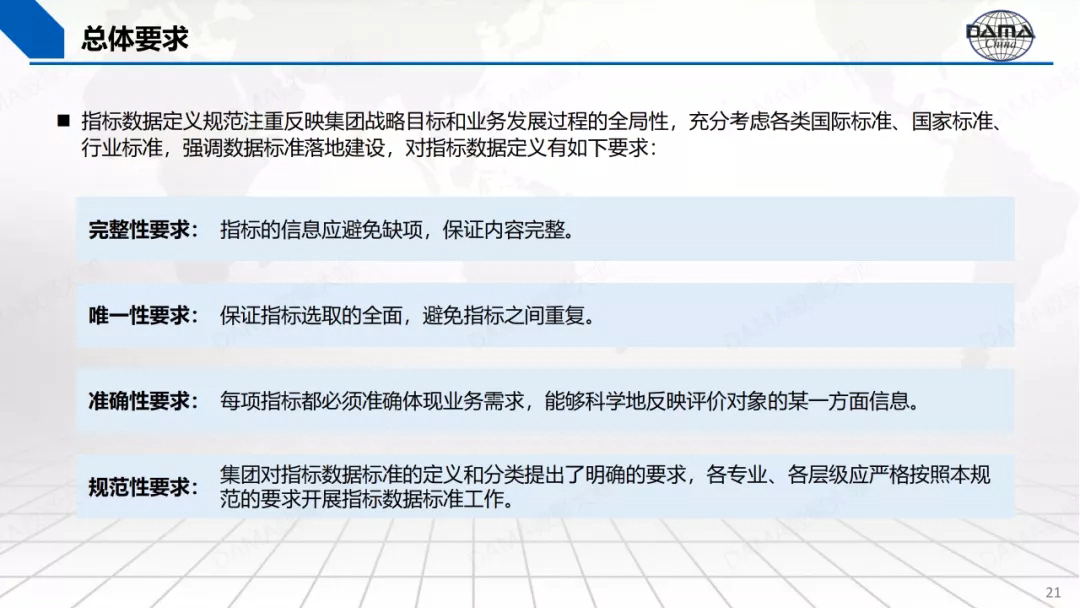 总体要求
DAMA
China
■ 指标数据定义规范注重反映集团战略目标和业务发展过程的全局性，充分考虑各类国际标准、国家标准、
行业标准，强调数据标准落地建设，对指标数据定义有如下要求：
完整性要求： 指标的信息应避免缺项，保证内容完整。
唯一性要求： 保证指标选取的全面，避免指标之间重复。
准确性要求： 每项指标都必须准确体现业务需求，能够科学地反映评价对象的某一方面信息。
规范性要求： 集团对指标数据标准的定义和分类提出了明确的要求，各专业、各层级应严格按照本规
范的要求开展指标数据标准工作。
21